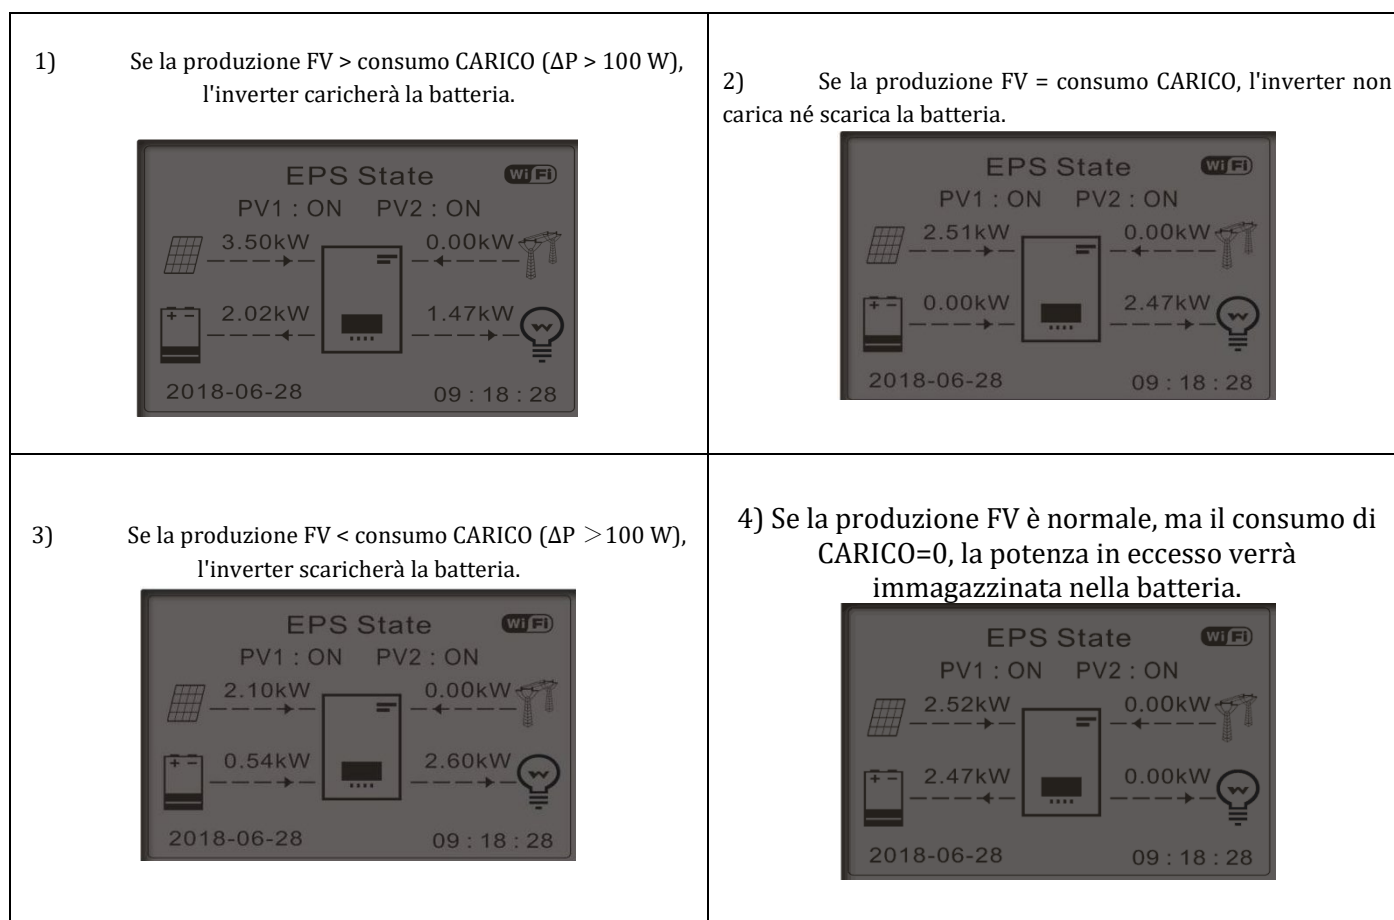 1) Se la produzione FV > consumo CARICO (ΔP > 100 W),
l'inverter caricherà la batteria.
EPS State WiFi
PV1 : ON PV2 : ON
3.50kW 0.00kW
2.02kW 1.47kW
2018-06-28 09 : 18 : 28
2) Se la produzione FV = consumo CARICO, l'inverter non
carica né scarica la batteria.
EPS State WiFi
PV1 : ON PV2 : ON
2.51kW 0.00kW
0.00kW 2.47kW
2018-06-28 09 : 18 : 28
3) Se la produzione FV < consumo CARICO (ΔP ＞100 W),
l'inverter scaricherà la batteria.
EPS State WiFi
PV1 : ON PV2 : ON
2.10kW 0.00kW
0.54kW 2.60kW
2018-06-28 09 : 18 : 28
4) Se la produzione FV è normale, ma il consumo di
CARICO=0, la potenza in eccesso verrà
immagazzinata nella batteria.
EPS State WiFi
PV1 : ON PV2 : ON
2.52kW 0.00kW
2.47kW 0.00kW
2018-06-28 09 : 18 : 28